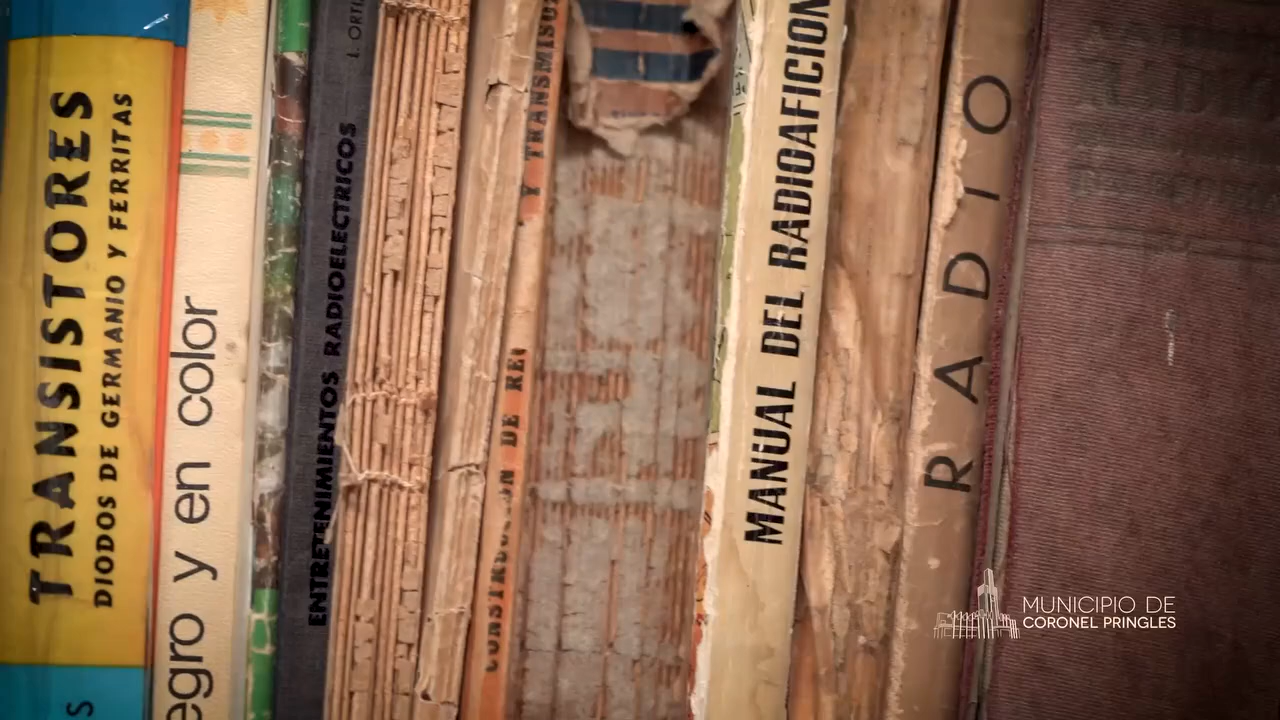 TRANSISTORES
DIODOS DE GERMANIO Y FERRITAS
S
egro y en color
ENTRETENIMIENTOS RADIOELECTRICOS
CONSTRUCCION DE
Y TRANSMISO
MANUAL DEL RADIOAFICION
RADIO
MUNICIPIO DE
CORONEL PRINGLES